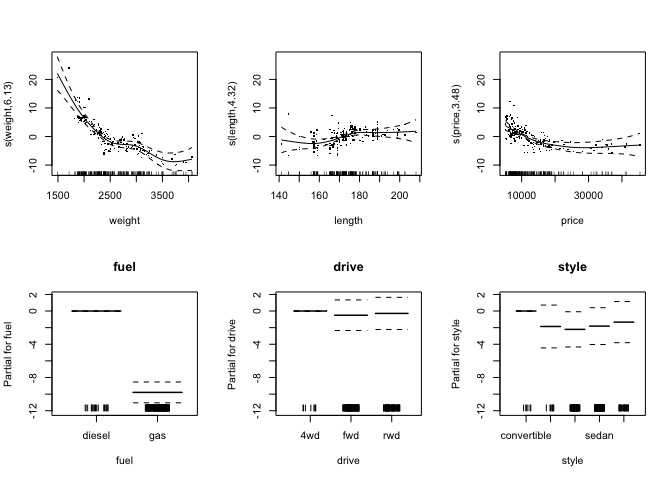 s(weight,6.13)
20
10
0
-10
1500 2500 3500
weight
s(length,4.32)
20
10
0
-10
140 160 180 200
length
s(price,3.48)
20
10
0
-10
10000 30000
price
fuel
Partial for fuel
2
0
-4
-8
-12
diesel gas
fuel
drive
Partial for drive
2
0
-4
-8
-12
4wd fwd rwd
drive
style
Partial for style
2
0
-4
-8
-12
convertible sedan
style